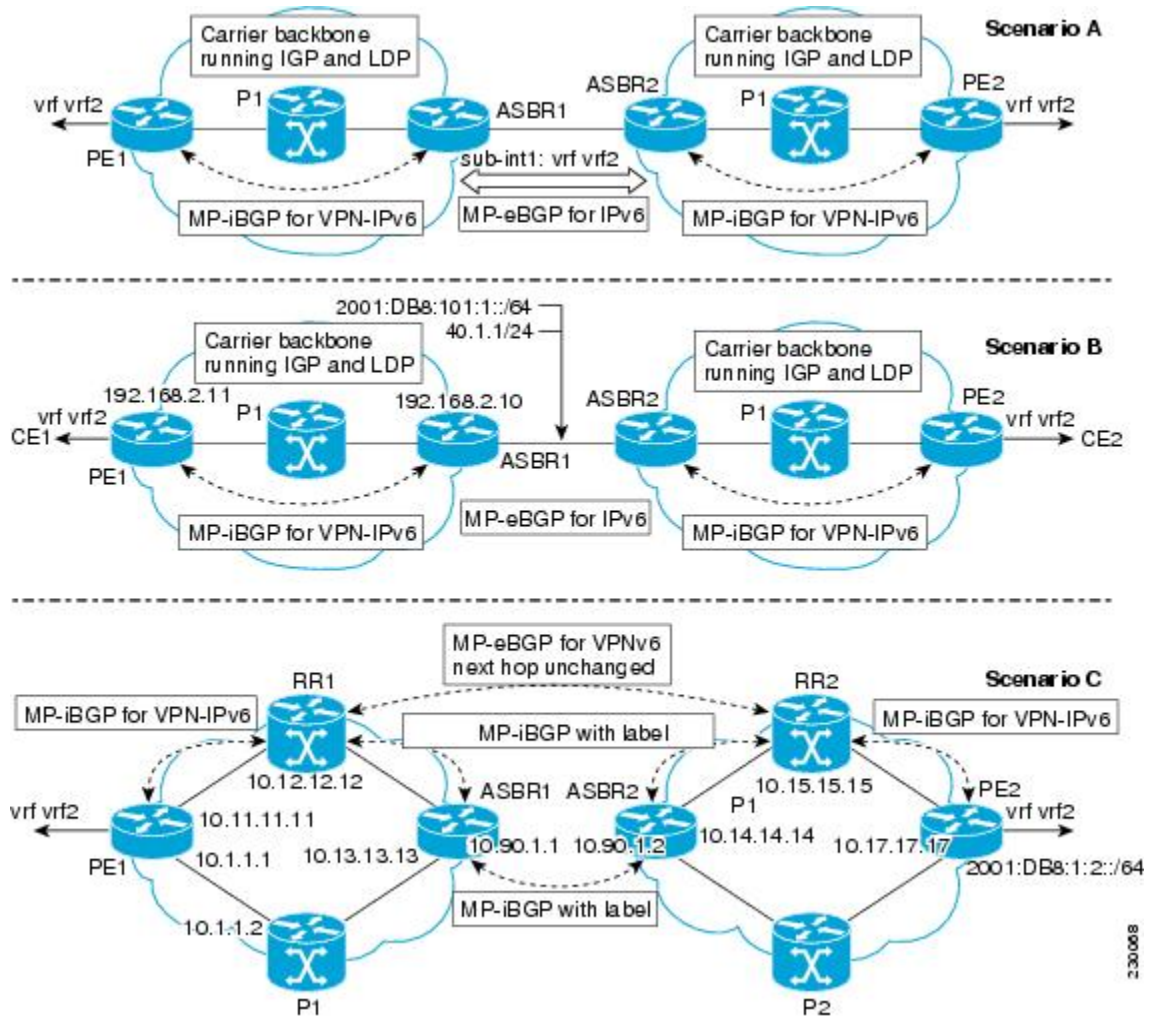 Carrier backbone
running IGP and LDP
Carrier backbone
running IGP and LDP
Scenario A
P1
ASBR2
P1
PE2
vrf vrf2
ASBR1
vrf vrf2
PE1
sub-int1: vrf vrf2
MP-iBGP for VPN-IPv6
MP-eBGP for IPv6
MP-iBGP for VPN-IPv6
2001:DB8:101:1::/64
40.1.1/24
Carrier backbone
running IGP and LDP
Carrier backbone
running IGP and LDP
Scenario B
192.168.2.11
P1
192.168.2.10
ASBR2
P1
PE2
vrf vrf2
CE1
vrf vrf2
CE2
PE1
ASBR1
MP-iBGP for VPN-IPv6
MP-eBGP for IPv6
MP-iBGP for VPN-IPv6
MP-eBGP for VPNv6
next hop unchanged
Scenario C
RR1
RR2
MP-iBGP for VPN-IPv6
MP-iBGP with label
MP-iBGP for VPN-IPv6
10.12.12.12
10.15.15.15
ASBR1
ASBR2
P1
PE2
vrf vrf2
10.11.11.11
10.14.14.14
vrf vrf2
PE1
10.1.1.1
10.13.13.13
10.90.1.1
10.90.1.2
10.17.17.17
2001:DB8:1:2::/64
MP-iBGP with label
10.1.1.2
P1
P2
230068